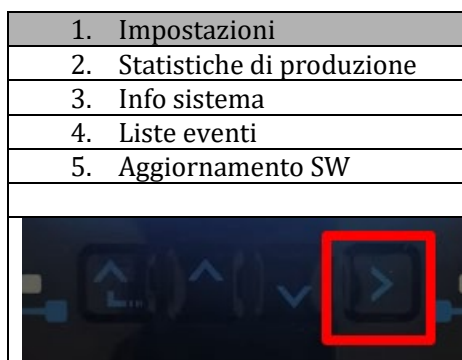 1. Impostazioni
2. Statistiche di produzione
3. Info sistema
4. Liste eventi
5. Aggiornamento SW